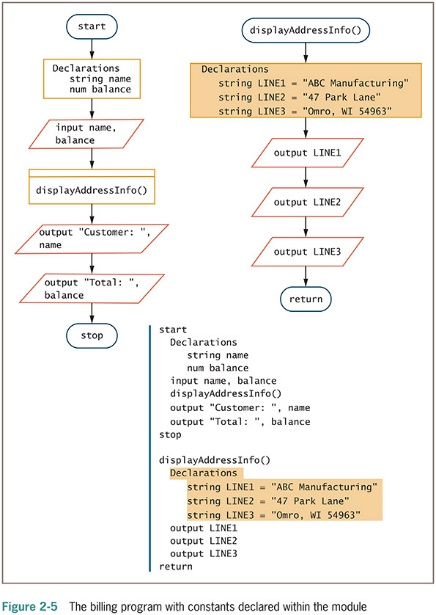 start
Declarations
string name
num balance
input name,
balance
displayAddressInfo()
output "Customer: ",
name
output "Total: ",
balance
stop
displayAddressInfo()
Declarations
string LINE1 = "ABC Manufacturing"
string LINE2 = "47 Park Lane"
string LINE3 = "Omro, WI 54963"
output LINE1
output LINE2
output LINE3
return
start
Declarations
string name
num balance
input name, balance
displayAddressInfo()
output "Customer: ", name
output "Total: ", balance
stop
displayAddressInfo()
Declarations
string LINE1 = "ABC Manufacturing"
string LINE2 = "47 Park Lane"
string LINE3 = "Omro, WI 54963"
output LINE1
output LINE2
output LINE3
return
Figure 2-5 The billing program with constants declared within the module